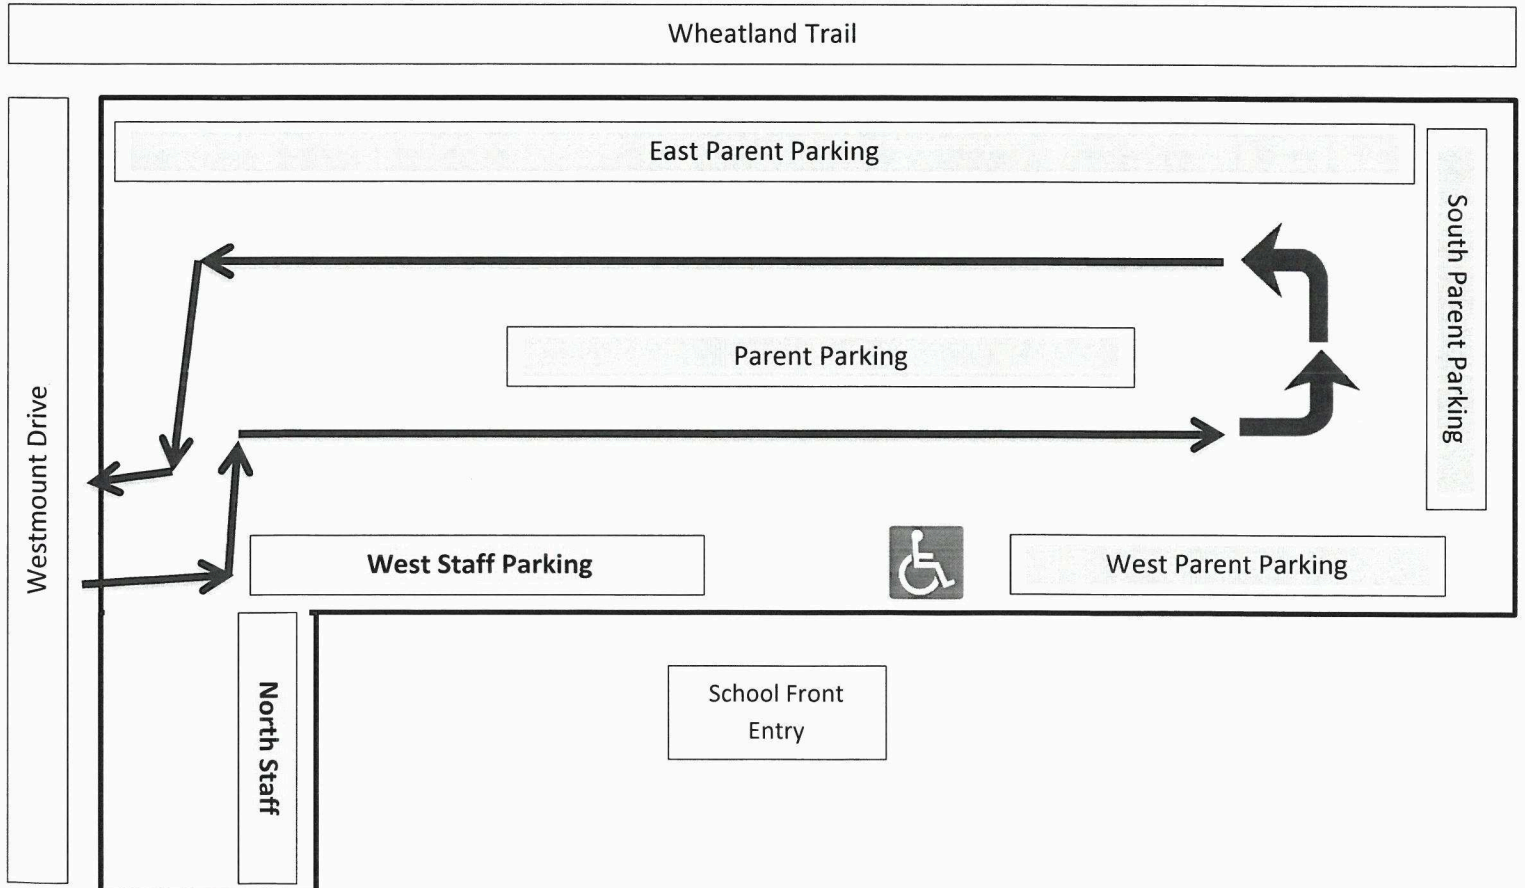 Wheatland Trail
East Parent Parking
South Parent Parking
Parent Parking
Westmount Drive
West Staff Parking
West Parent Parking
North Staff
School Front
Entry